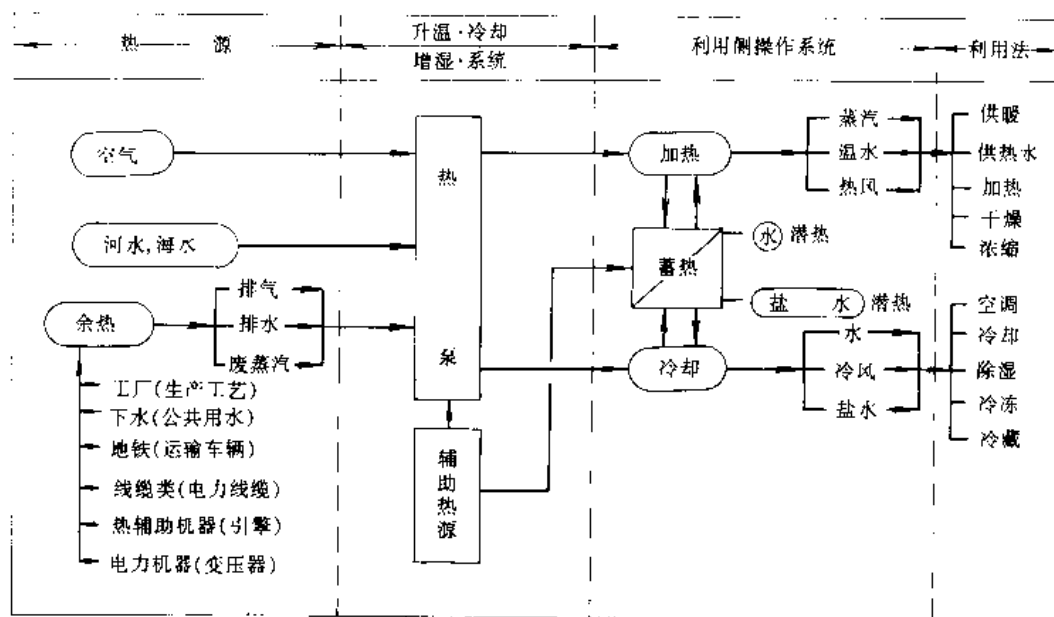 热 源
升温·冷却
增湿·系统
利用侧操作系统
利用法
空气
河水,海水
余热
排气
排水
废蒸汽
工厂(生产工艺)
下水(公共用水)
地铁(运输车辆)
线缆类(电力线缆)
热辅助机器(引擎)
电力机器(变压器)
热泵
辅助热源
加热
蓄热
冷却
水 潜热
盐 水 潜热
蒸汽
温水
热风
水
冷风
盐水
供暖
供热水
加热
干燥
浓缩
空调
冷却
除湿
冷冻
冷藏